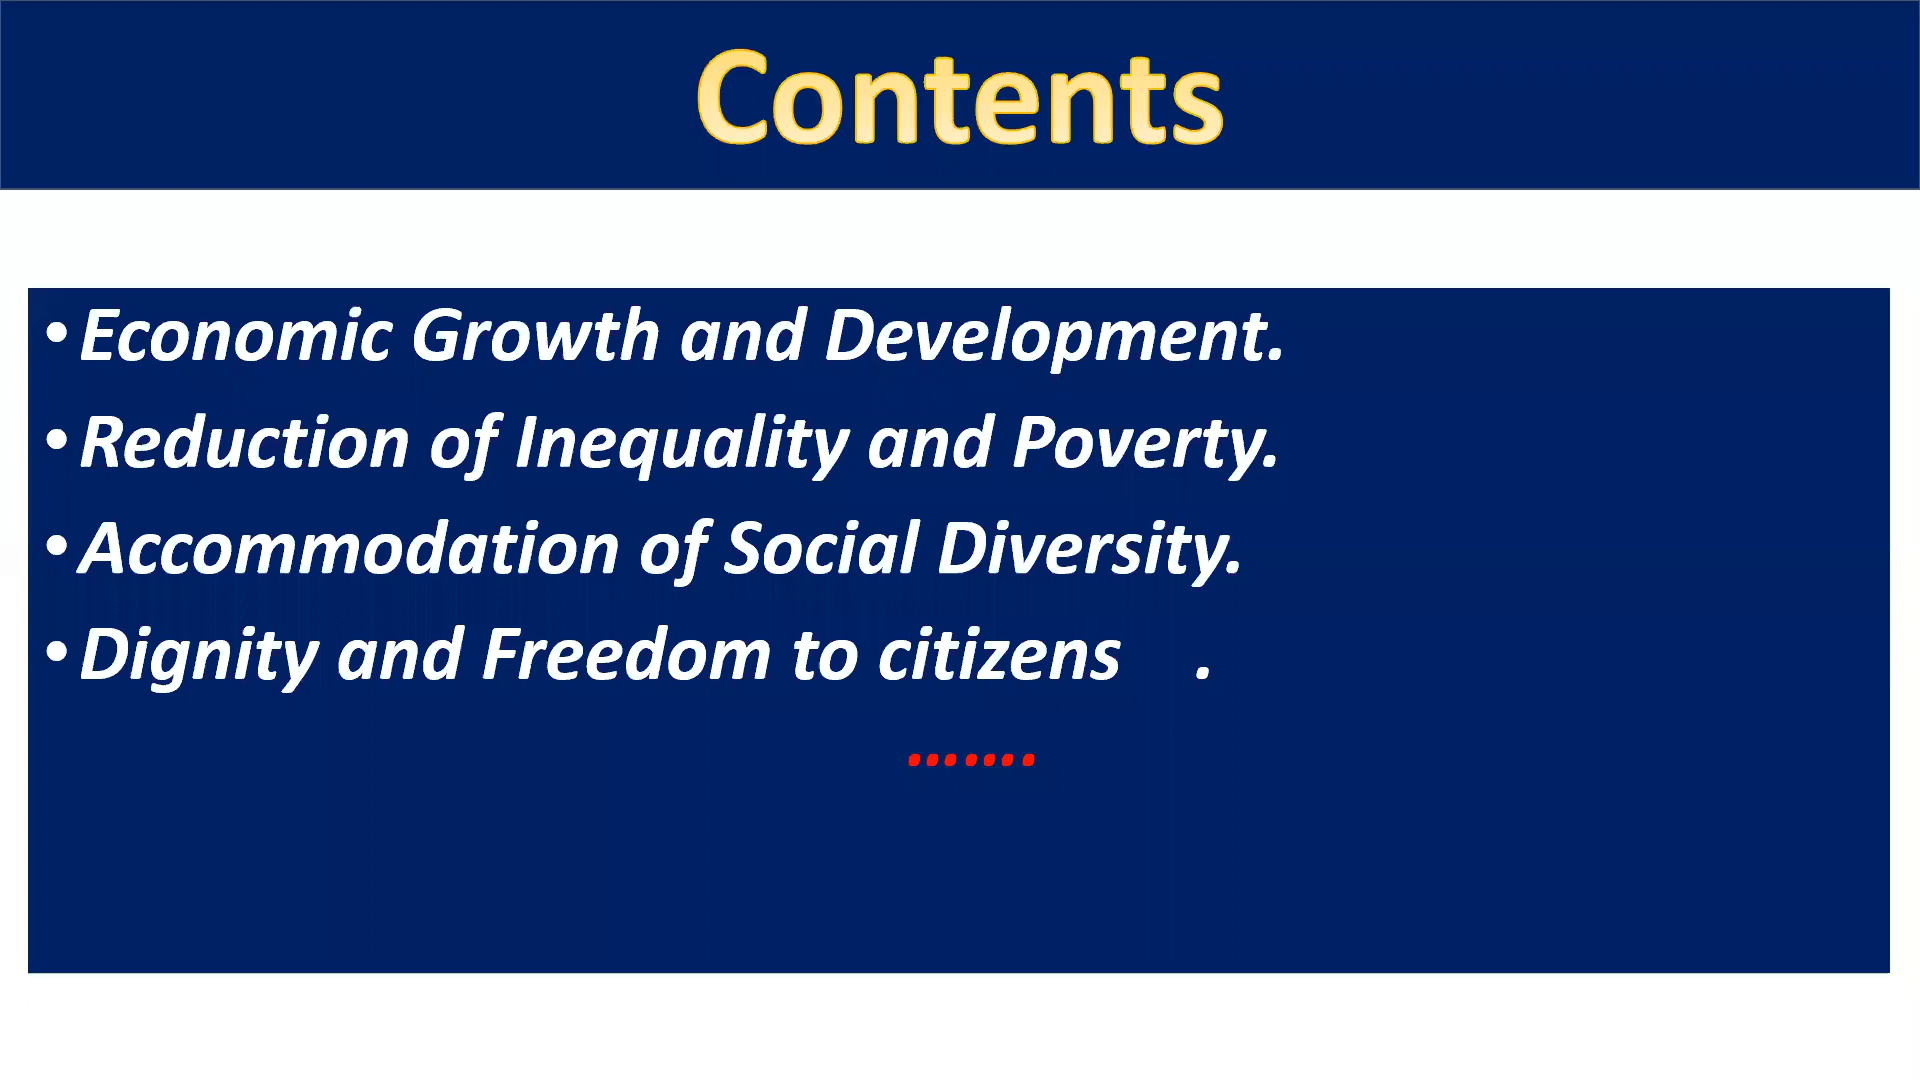 Contents
•Economic Growth and Development.
•Reduction of Inequality and Poverty.
•Accommodation of Social Diversity.
•Dignity and Freedom to citizens .
.......